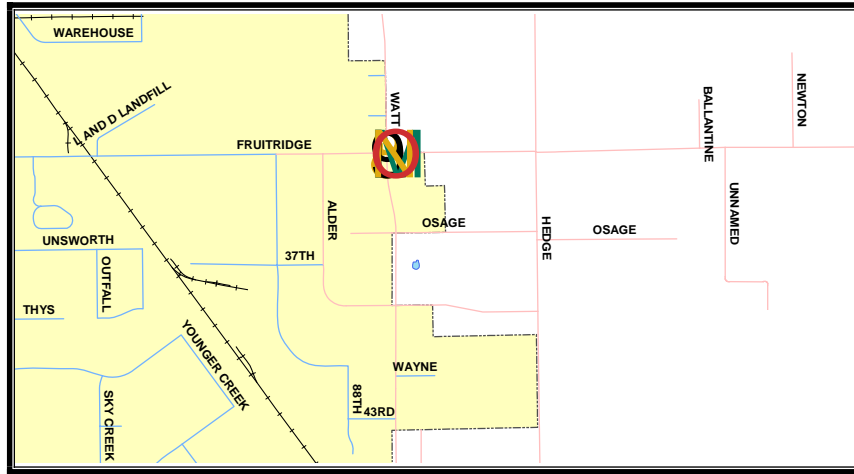 WAREHOUSE
L AND D LANDFILL
WATT
BALLANTINE
NEWTON
FRUITRIDGE
ALDER
OSAGE
HEDGE
OSAGE
UNNAMED
UNSWORTH
OUTFALL
37TH
THYS
YOUNGER CREEK
WAYNE
88TH
43RD
SKY CREEK